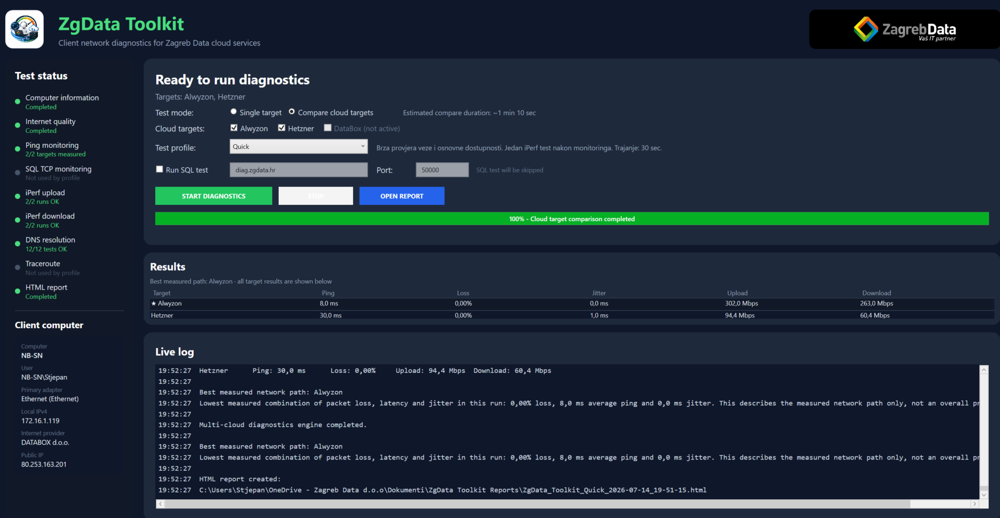 ZgData Toolkit
Client network diagnostics for Zagreb Data cloud services
ZagrebData
Vaš IT partner
Test status
Computer information
Completed
Internet quality
Completed
Ping monitoring
2/2 targets measured
SQL TCP monitoring
Not used by profile
iPerf upload
2/2 runs OK
iPerf download
2/2 runs OK
DNS resolution
12/12 tests OK
Traceroute
Not used by profile
HTML report
Completed
Client computer
Computer
NB-SN
User
NB-SN\Stjepan
Primary adapter
Ethernet (Ethernet)
Local IPv4
172.16.1.119
Internet provider
DATABOX d.o.o.
Public IP
80.253.163.201
Ready to run diagnostics
Targets: Alwyzon, Hetzner
Test mode: Single target Compare cloud targets Estimated compare duration: ~1 min 10 sec
Cloud targets: Alwyzon Hetzner DataBox (not active)
Test profile: Quick Brza provjera veze i osnovne dostupnosti. Jedan iPerf test nakon monitoringa. Trajanje: 30 sec.
Run SQL test diag.zgdata.hr Port: 50000 SQL test will be skipped
START DIAGNOSTICS STOP OPEN REPORT
100% - Cloud target comparison completed
Results
Best measured path: Alwyzon · all target results are shown below
Target Ping Loss Jitter Upload Download
★ Alwyzon 8,0 ms 0,00% 0,0 ms 302,0 Mbps 263,0 Mbps
Hetzner 30,0 ms 0,00% 1,0 ms 94,4 Mbps 60,4 Mbps
Live log
19:52:27 Hetzner Ping: 30,0 ms Loss: 0,00% Upload: 94,4 Mbps Download: 60,4 Mbps
19:52:27
19:52:27 Best measured network path: Alwyzon
19:52:27 Lowest measured combination of packet loss, latency and jitter in this run: 0,00% loss, 8,0 ms average ping and 0,0 ms jitter. This describes the measured network path only, not an overall pr
19:52:27
19:52:27 Multi-cloud diagnostics engine completed.
19:52:27
19:52:27 Best measured network path: Alwyzon
19:52:27 Lowest measured combination of packet loss, latency and jitter in this run: 0,00% loss, 8,0 ms average ping and 0,0 ms jitter. This describes the measured network path only, not an overall pr
19:52:27
19:52:27 HTML report created:
19:52:27 C:\Users\Stjepan\OneDrive - Zagreb Data d.o.o\Dokumenti\ZgData Toolkit Reports\ZgData_Toolkit_Quick_2026-07-14_19-51-15.html